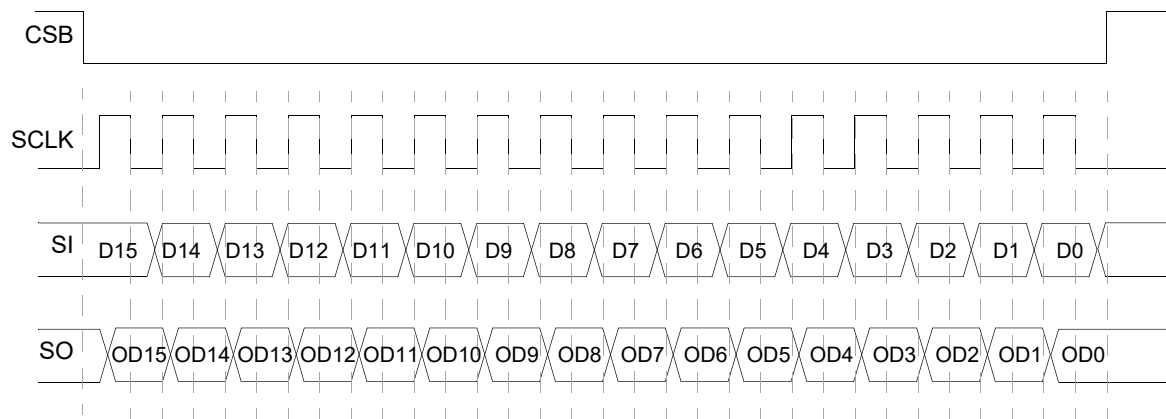 CSB
SCLK
SI D15 D14 D13 D12 D11 D10 D9 D8 D7 D6 D5 D4 D3 D2 D1 D0
SO OD15 OD14 OD13 OD12 OD11 OD10 OD9 OD8 OD7 OD6 OD5 OD4 OD3 OD2 OD1 OD0